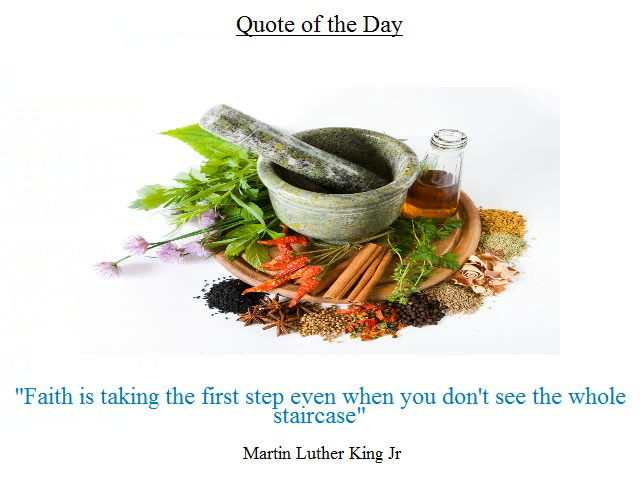 Quote of the Day
"Faith is taking the first step even when you don't see the whole
staircase"
Martin Luther King Jr